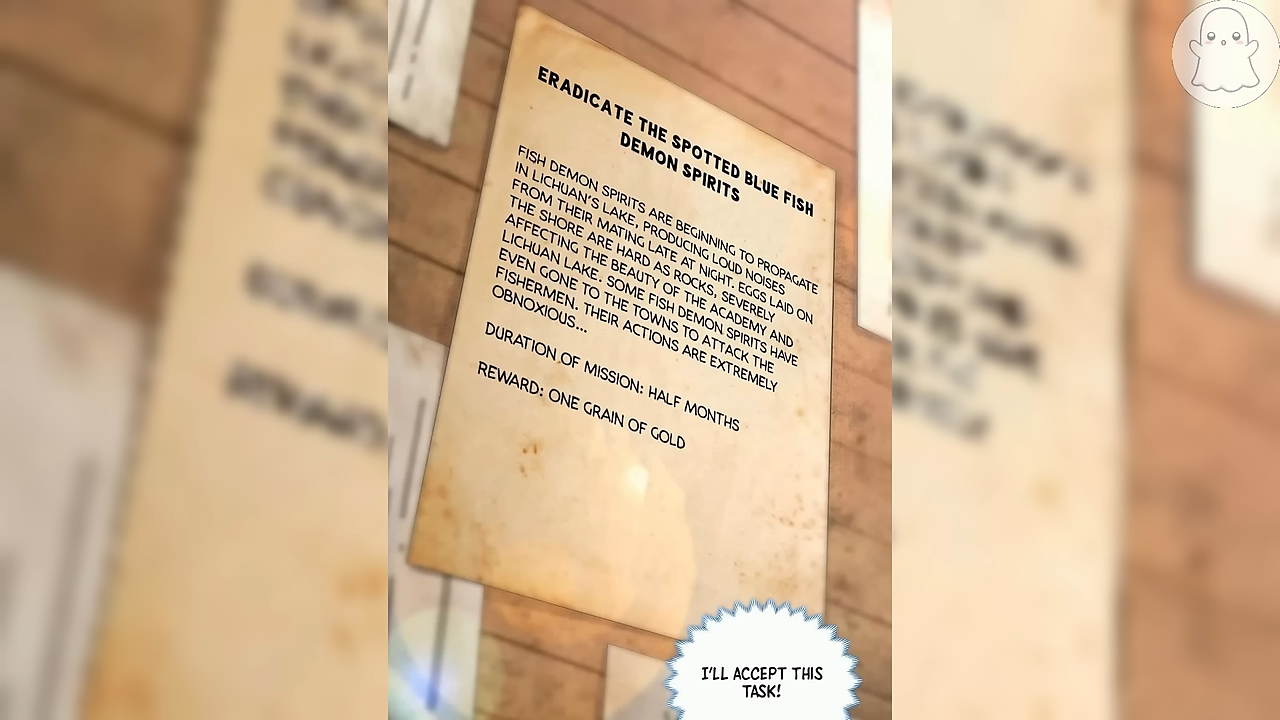 ERADICATE THE SPOTTED BLUE FISH
DEMON SPIRITS
FISH DEMON SPIRITS ARE BEGINNING TO PROPAGATE
IN LICHUAN'S LAKE, PRODUCING LOUD NOISES
FROM THEIR MATING LATE AT NIGHT. EGGS LAID ON
THE SHORE ARE HARD AS ROCKS, SEVERELY
AFFECTING THE BEAUTY OF THE ACADEMY AND
LICHUAN LAKE. SOME FISH DEMON SPIRITS HAVE
EVEN GONE TO THE TOWNS TO ATTACK THE
FISHERMEN. THEIR ACTIONS ARE EXTREMELY
OBNOXIOUS...
DURATION OF MISSION: HALF MONTHS
REWARD: ONE GRAIN OF GOLD
I'LL ACCEPT THIS
TASK!